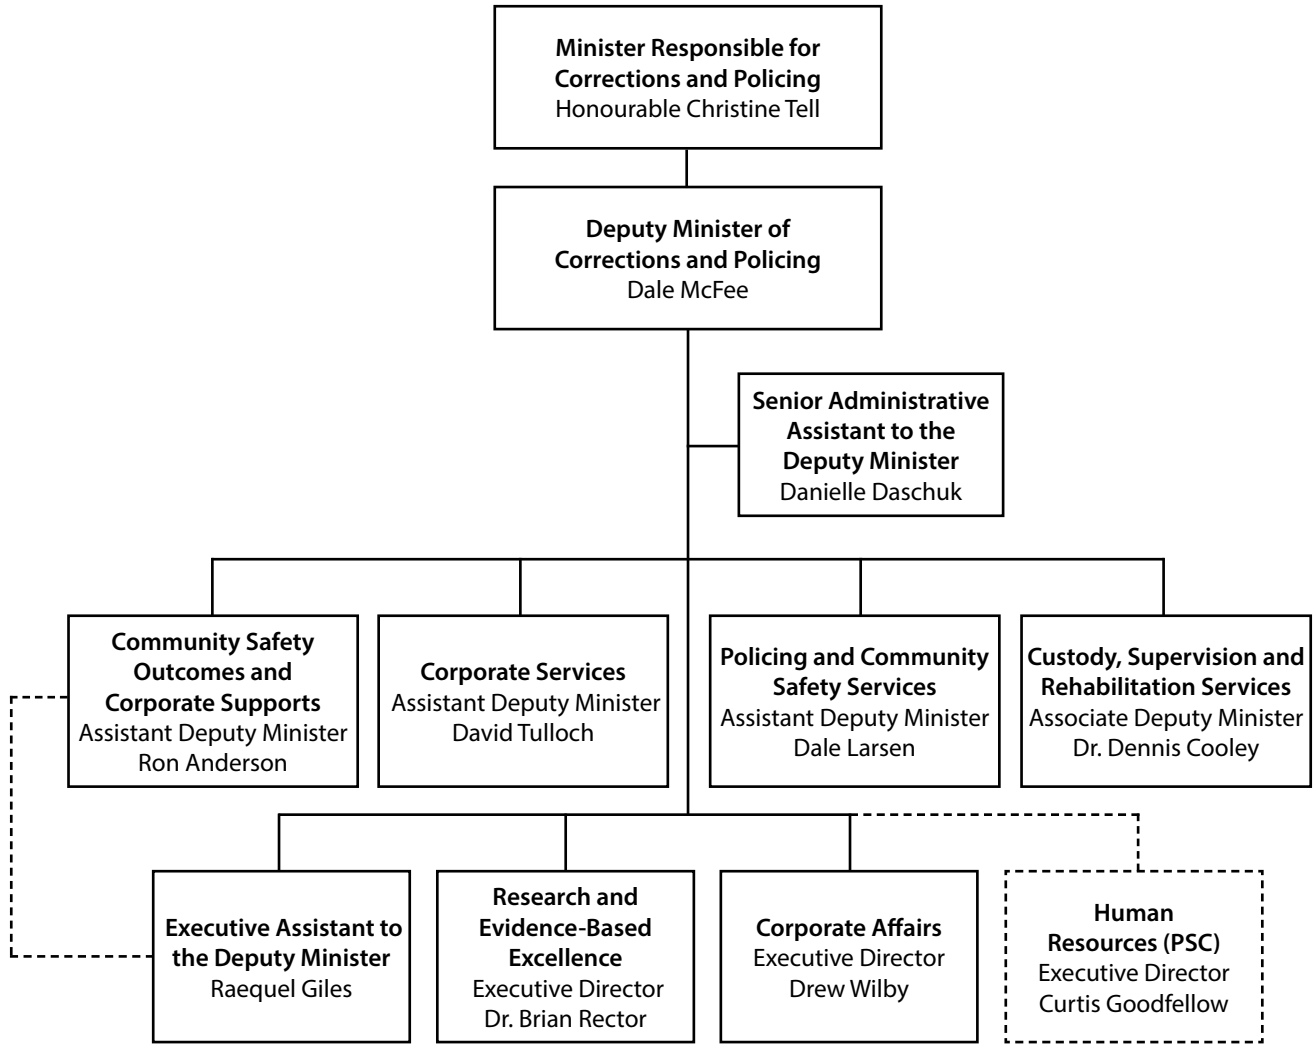 Minister Responsible for
Corrections and Policing
Honourable Christine Tell
Deputy Minister of
Corrections and Policing
Dale McFee
Senior Administrative
Assistant to the
Deputy Minister
Danielle Daschuk
Community Safety
Outcomes and
Corporate Supports
Assistant Deputy Minister
Ron Anderson
Corporate Services
Assistant Deputy Minister
David Tulloch
Policing and Community
Safety Services
Assistant Deputy Minister
Dale Larsen
Custody, Supervision and
Rehabilitation Services
Associate Deputy Minister
Dr. Dennis Cooley
Executive Assistant to
the Deputy Minister
Raequel Giles
Research and
Evidence-Based
Excellence
Executive Director
Dr. Brian Rector
Corporate Affairs
Executive Director
Drew Wilby
Human
Resources (PSC)
Executive Director
Curtis Goodfellow